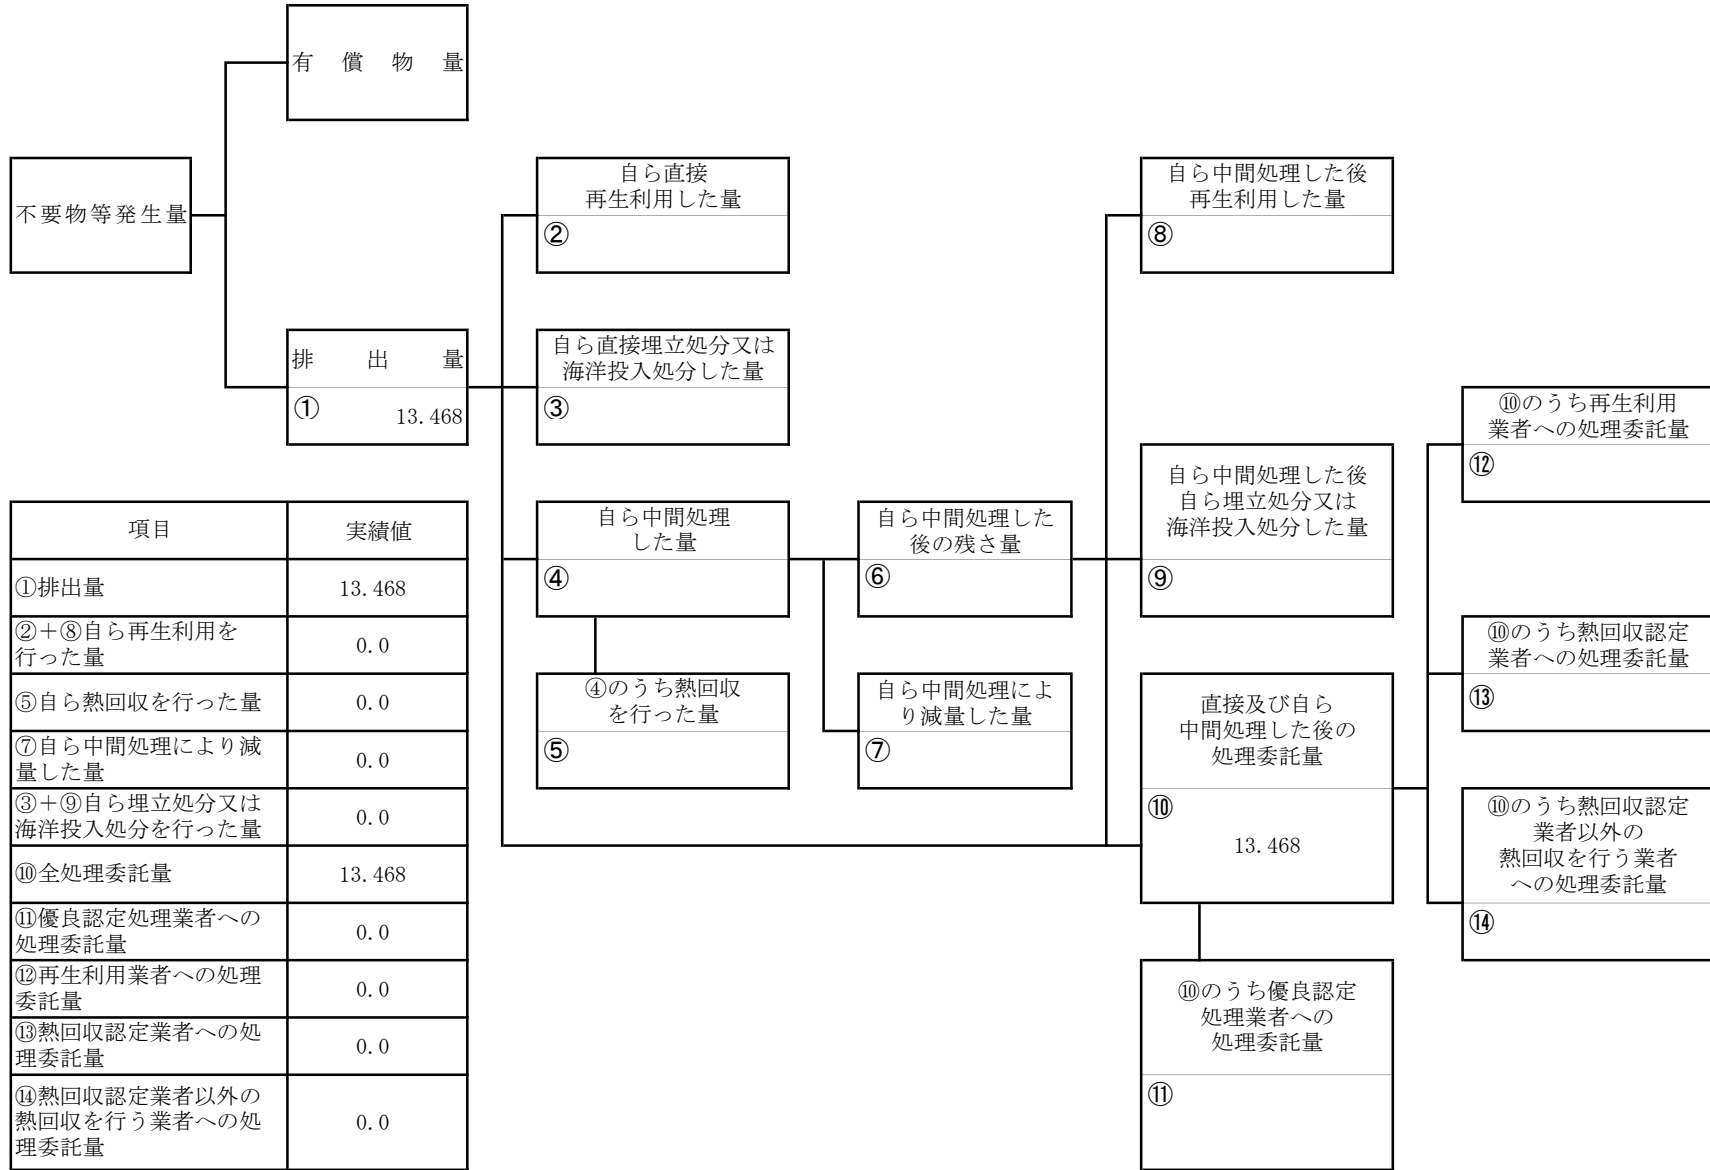 有償物量
不要物等発生量
排出量
①
13.468
自ら直接
再生利用した量
②
自ら直接埋立処分又は
海洋投入処分した量
③
自ら中間処理
した量
④
④のうち熱回収
を行った量
⑤
自ら中間処理した
後の残さ量
⑥
自ら中間処理によ
り減量した量
⑦
自ら中間処理した後
再生利用した量
⑧
自ら中間処理した後
自ら埋立処分又は
海洋投入処分した量
⑨
直接及び自ら
中間処理した後の
処理委託量
⑩
13.468
⑩のうち優良認定
処理業者への
処理委託量
⑪
⑩のうち再生利用
業者への処理委託量
⑫
⑩のうち熱回収認定
業者への処理委託量
⑬
⑩のうち熱回収認定
業者以外の
熱回収を行う業者
への処理委託量
⑭
項目 実績値
①排出量 13.468
②＋⑧自ら再生利用を
行った量 0.0
⑤自ら熱回収を行った量 0.0
⑦自ら中間処理により減
量した量 0.0
③＋⑨自ら埋立処分又は
海洋投入処分を行った量 0.0
⑩全処理委託量 13.468
⑪優良認定処理業者への
処理委託量 0.0
⑫再生利用業者への処理
委託量 0.0
⑬熱回収認定業者への処
理委託量 0.0
⑭熱回収認定業者以外の
熱回収を行う業者への処 0.0
理委託量